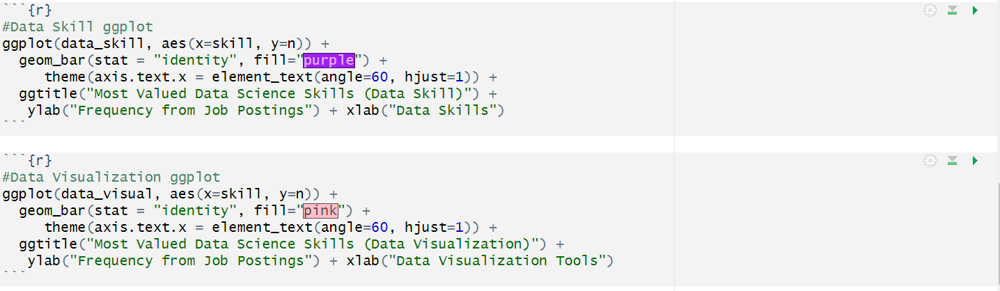 ```{r}
#Data Skill ggplot
ggplot(data_skill, aes(x=skill, y=n)) +
  geom_bar(stat = "identity", fill="purple") +
     theme(axis.text.x = element_text(angle=60, hjust=1)) +
  ggtitle("Most Valued Data Science Skills (Data Skill)") +
   ylab("Frequency from Job Postings") + xlab("Data Skills")
```
```{r}
#Data Visualization ggplot
ggplot(data_visual, aes(x=skill, y=n)) +
  geom_bar(stat = "identity", fill="pink") +
     theme(axis.text.x = element_text(angle=60, hjust=1)) +
  ggtitle("Most Valued Data Science Skills (Data Visualization)") +
   ylab("Frequency from Job Postings") + xlab("Data Visualization Tools")
```